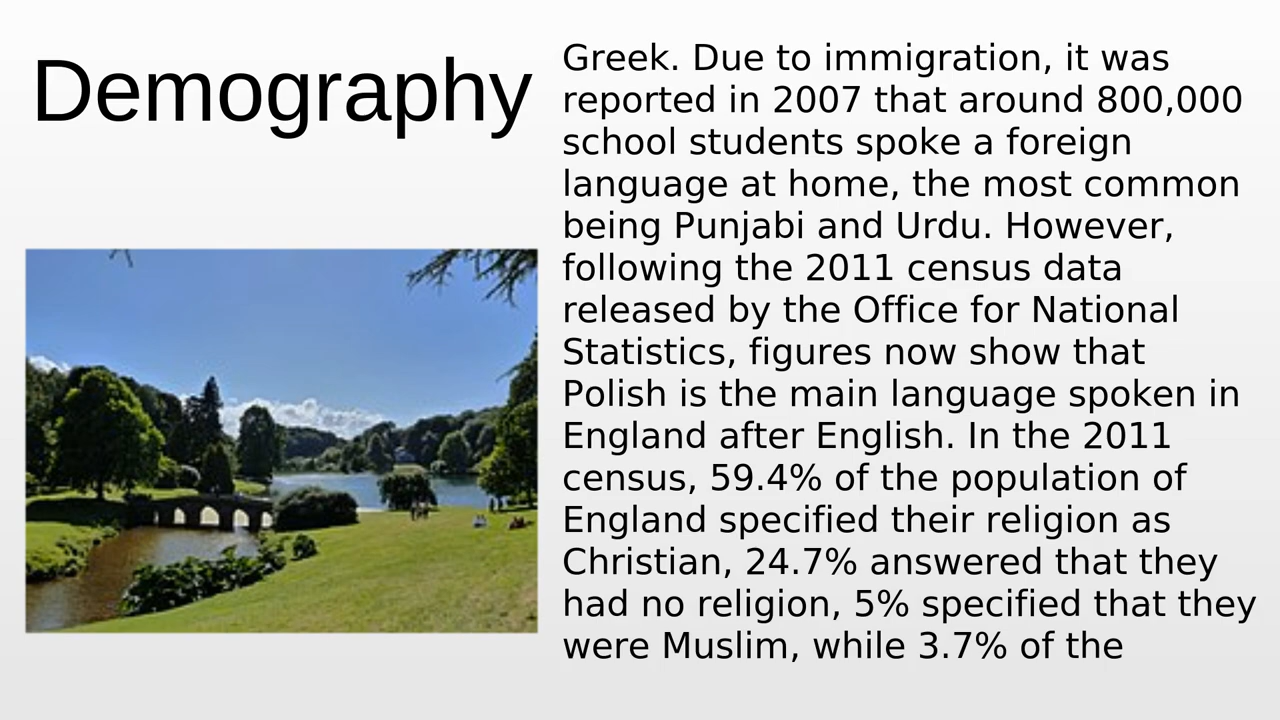 Demography
Greek. Due to immigration, it was
reported in 2007 that around 800,000
school students spoke a foreign
language at home, the most common
being Punjabi and Urdu. However,
following the 2011 census data
released by the Office for National
Statistics, figures now show that
Polish is the main language spoken in
England after English. In the 2011
census, 59.4% of the population of
England specified their religion as
Christian, 24.7% answered that they
had no religion, 5% specified that they
were Muslim, while 3.7% of the